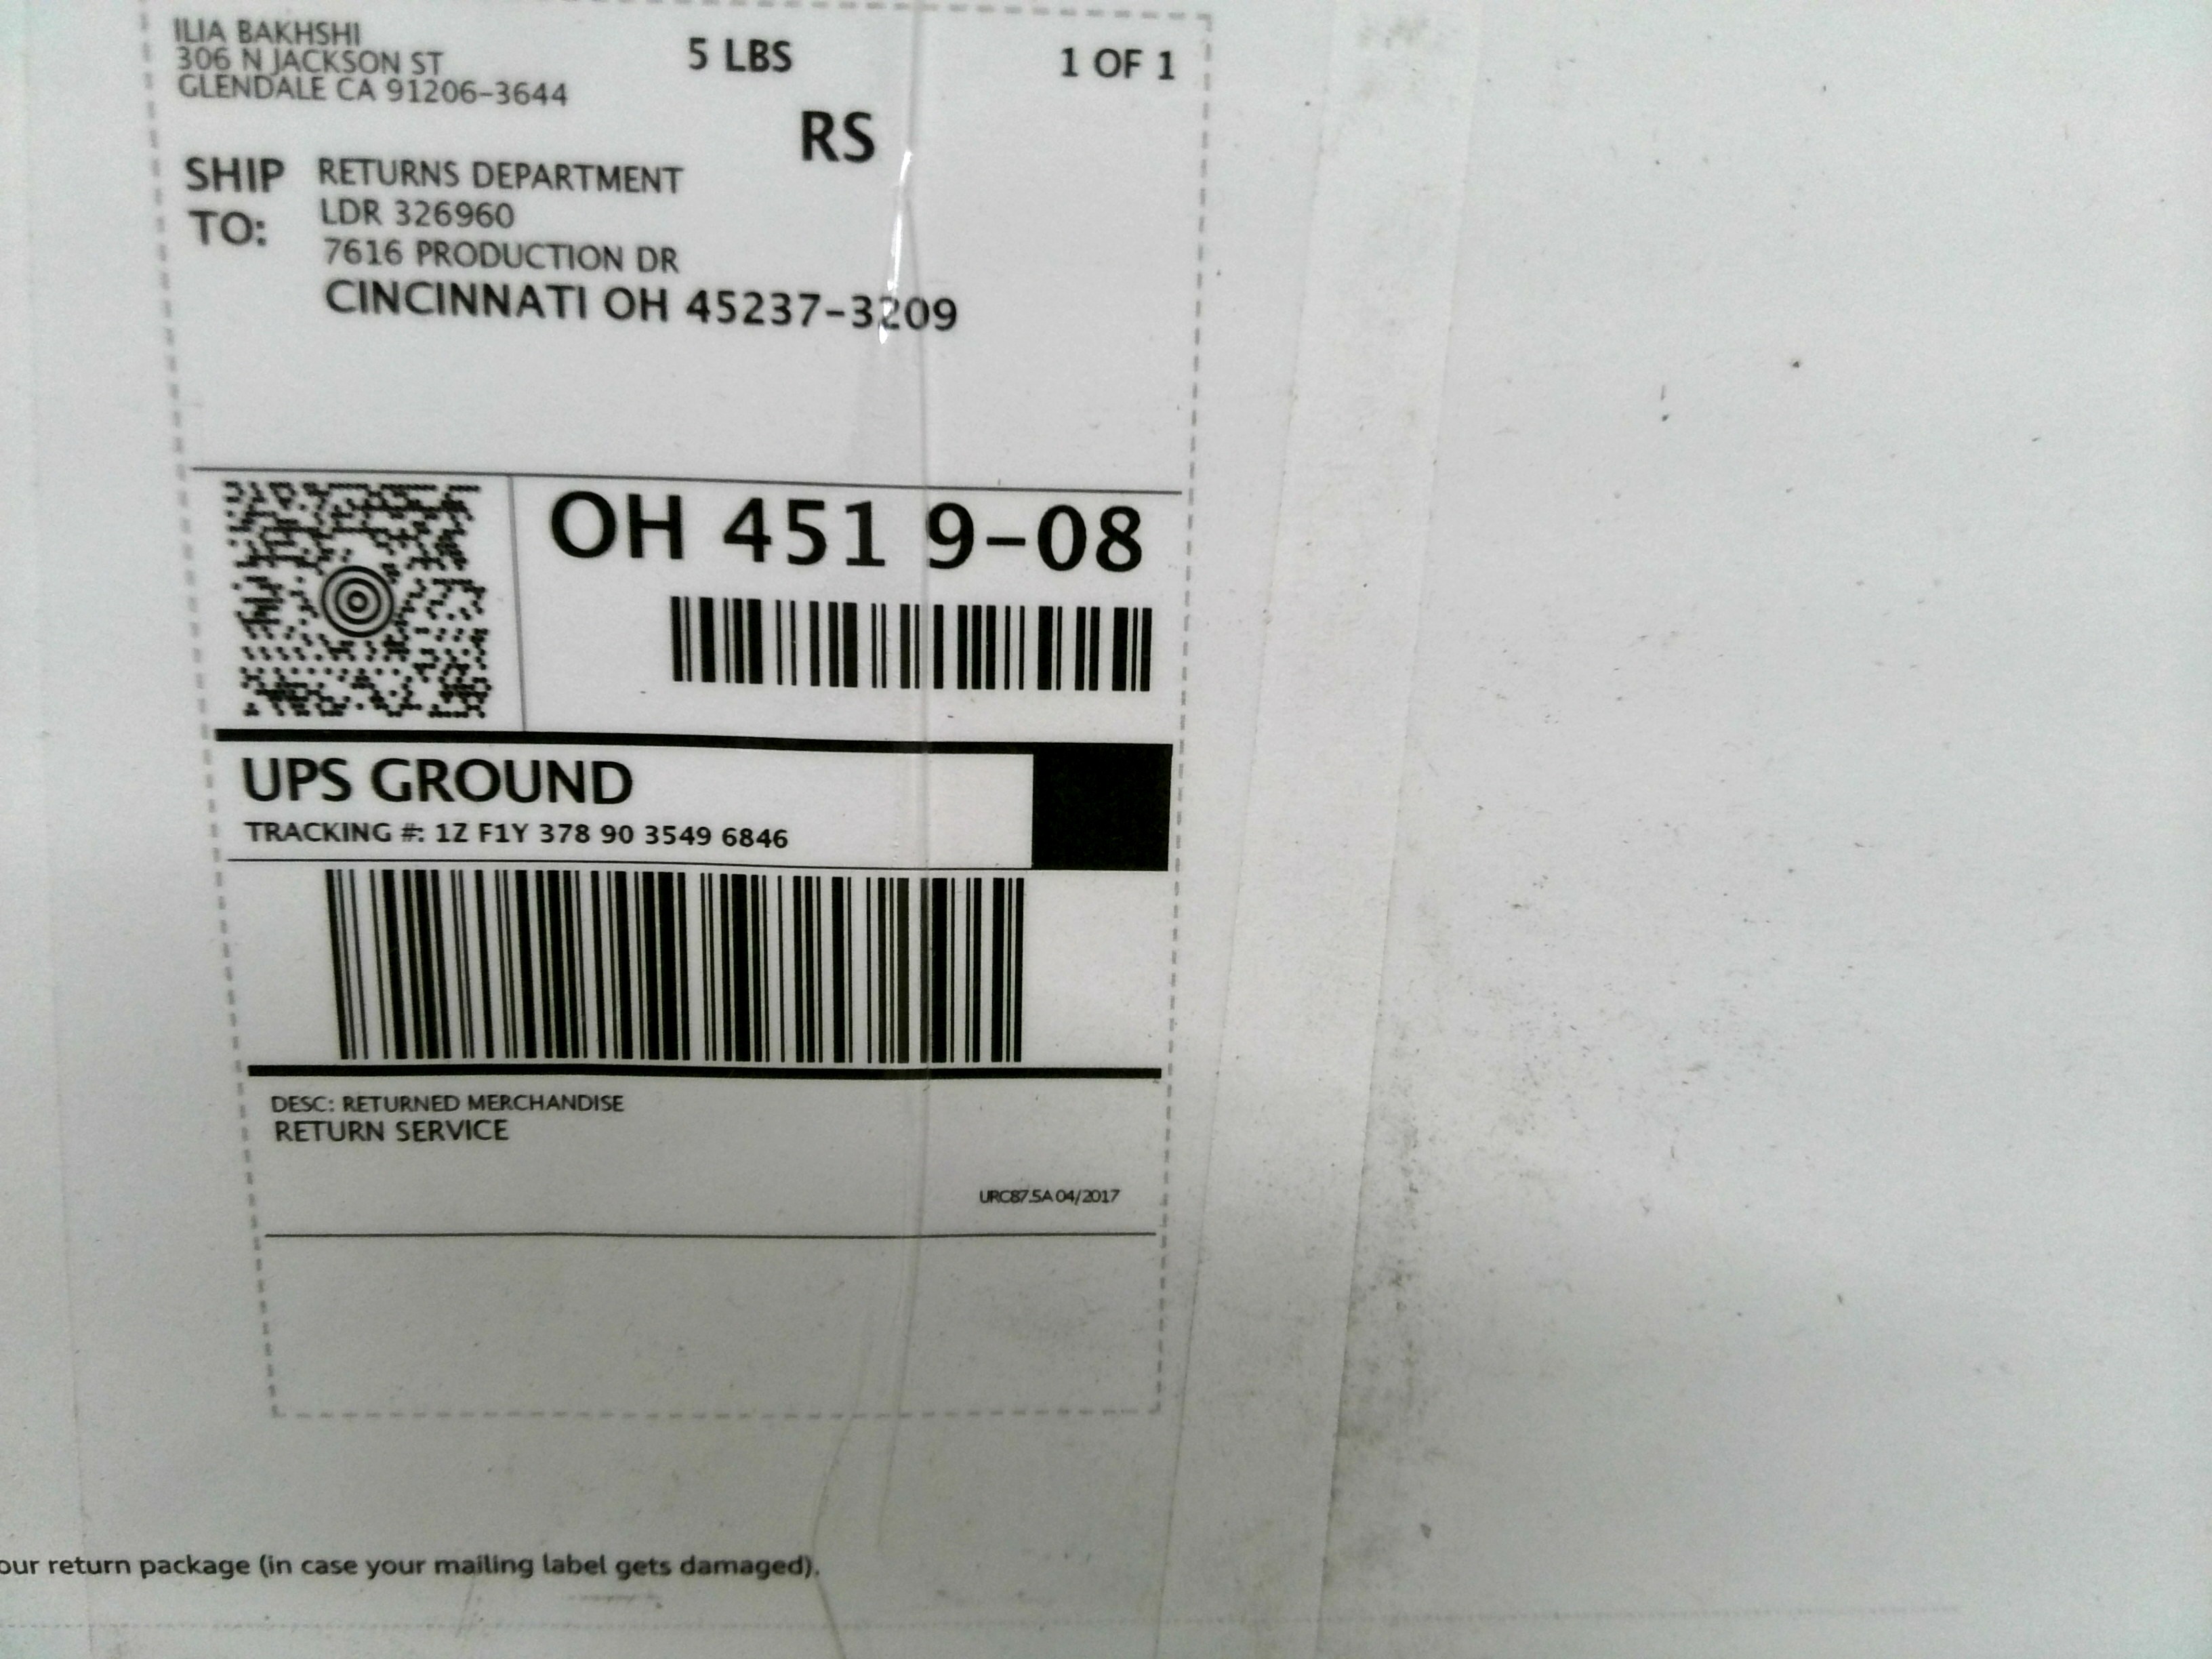 ILIA BAKHSHI
306 N JACKSON ST
GLENDALE CA 91206-3644
5 LBS
1 OF 1
RS
SHIP TO:
RETURNS DEPARTMENT
LDR 326960
7616 PRODUCTION DR
CINCINNATI OH 45237-3209
OH 451 9-08
UPS GROUND
TRACKING #: 1Z F1Y 378 90 3549 6846
DESC: RETURNED MERCHANDISE
RETURN SERVICE
URC87.5A 04/2017
our return package (in case your mailing label gets damaged).